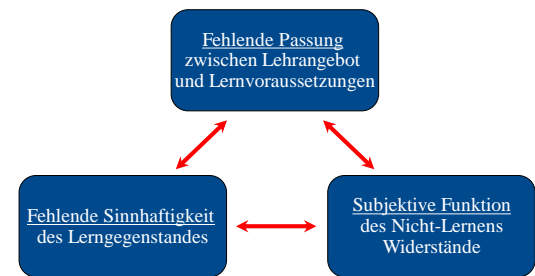 Fehlende Passung
zwischen Lehrangebot
und Lernvoraussetzungen
Fehlende Sinnhaftigkeit
des Lerngegenstandes
Subjektive Funktion
des Nicht-Lernens
Widerstände